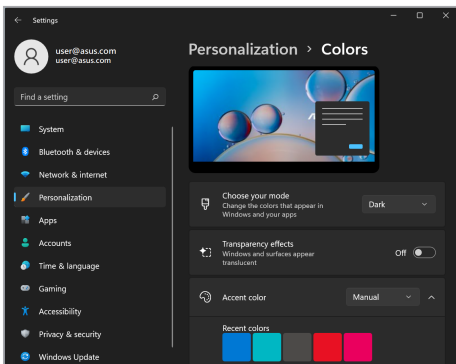 Settings
user@asus.com
user@asus.com
Find a setting
System
Bluetooth & devices
Network & internet
Personalization
Apps
Accounts
Time & language
Gaming
Accessibility
Privacy & security
Windows Update
Personalization > Colors
Choose your mode
Change the colors that appear in
Windows and your apps
Dark
Transparency effects
Windows and surfaces appear
translucent
Off
Accent color
Manual
Recent colors